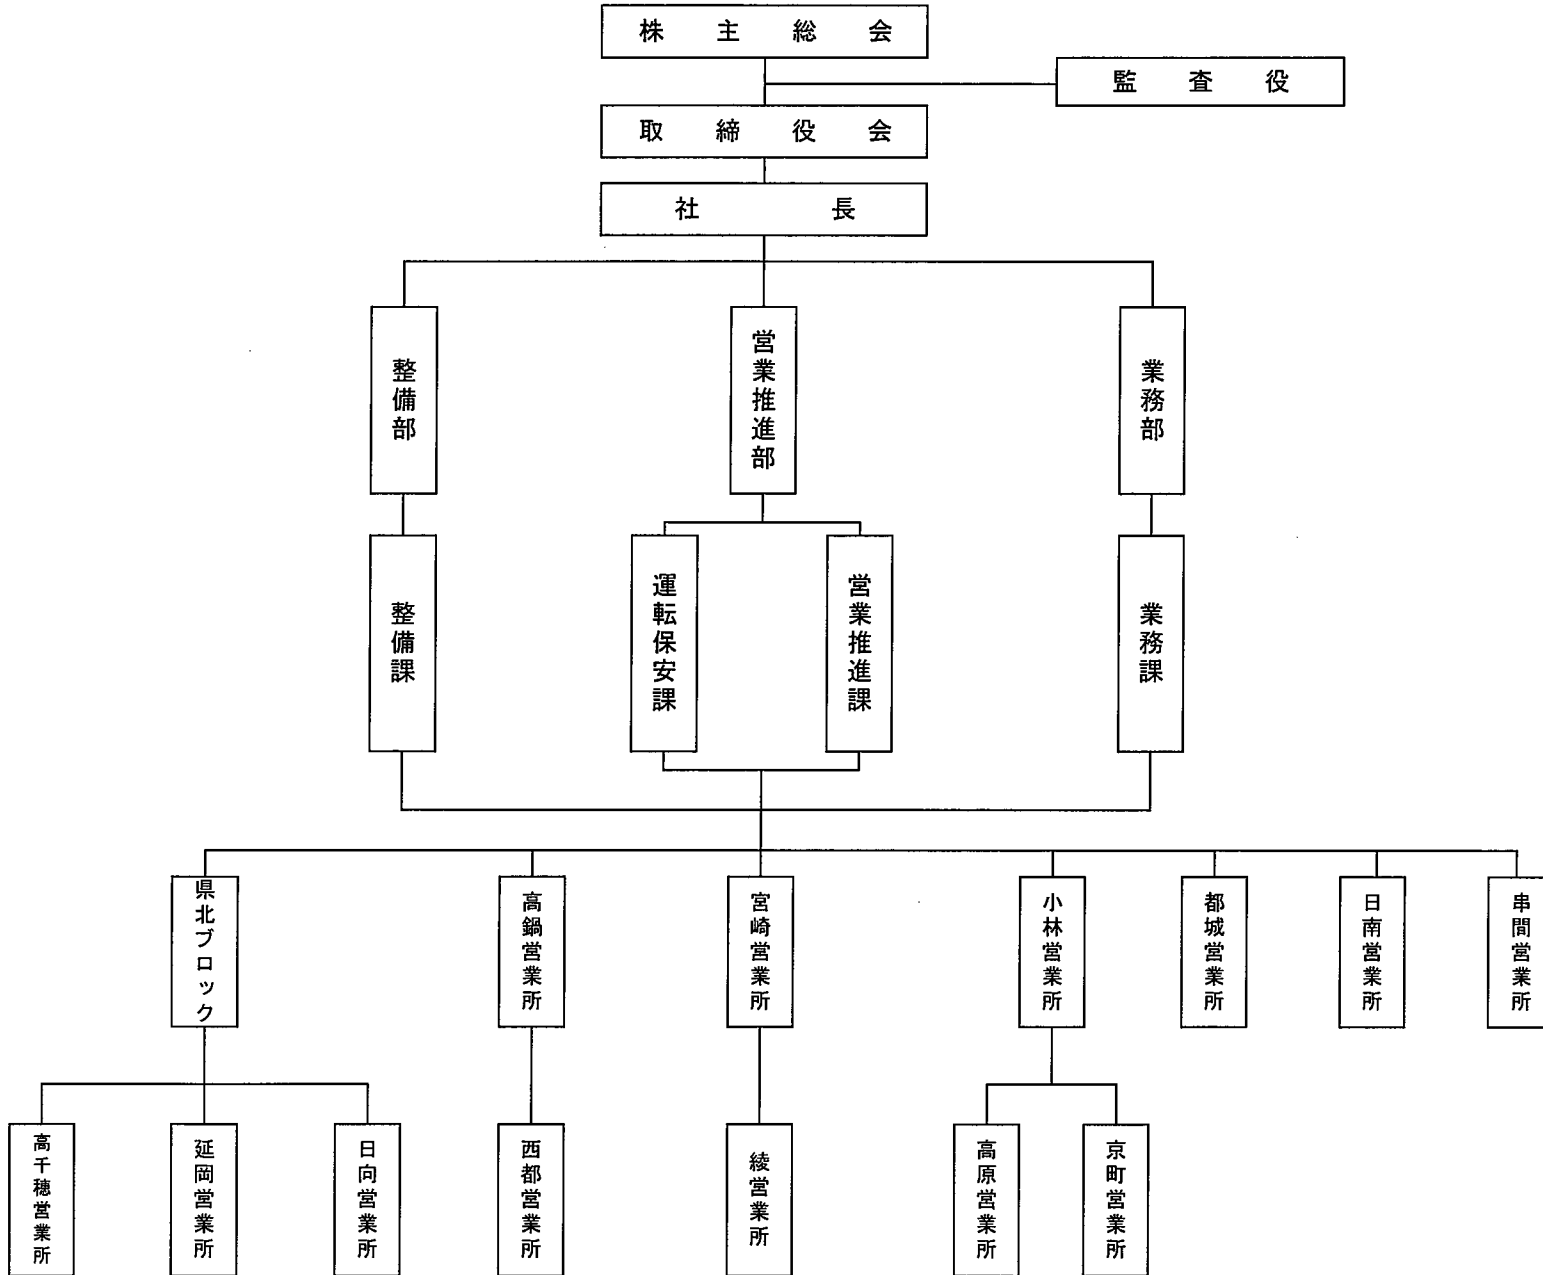 株主総会
監査役
取締役会
社長
整備部
営業推進部
業務部
整備課
運転保安課
営業推進課
業務課
県北ブロック
高鍋営業所
宮崎営業所
小林営業所
都城営業所
日南営業所
串間営業所
高千穂営業所
延岡営業所
日向営業所
西都営業所
綾営業所
高原営業所
京町営業所